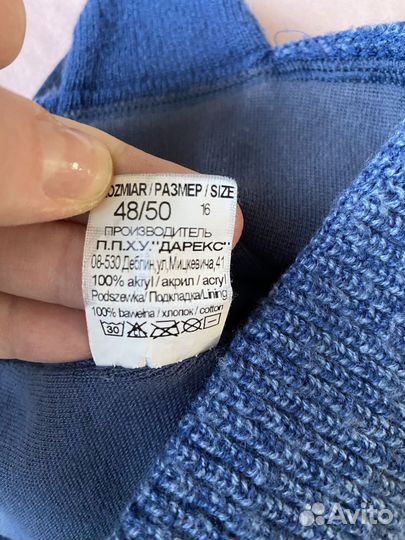 ROZMIAR / РАЗМЕР / SIZE
48/50 16
ПРОИЗВОДИТЕЛЬ
П.П.Х.У."ДАРЕКС"
08-530 Деблин,ул.Мицкевича,41
100% akryl / акрил / acryl
Podszewka / Подкладка/Lining
100% bawełna / хлопок / cotton
30
Avito